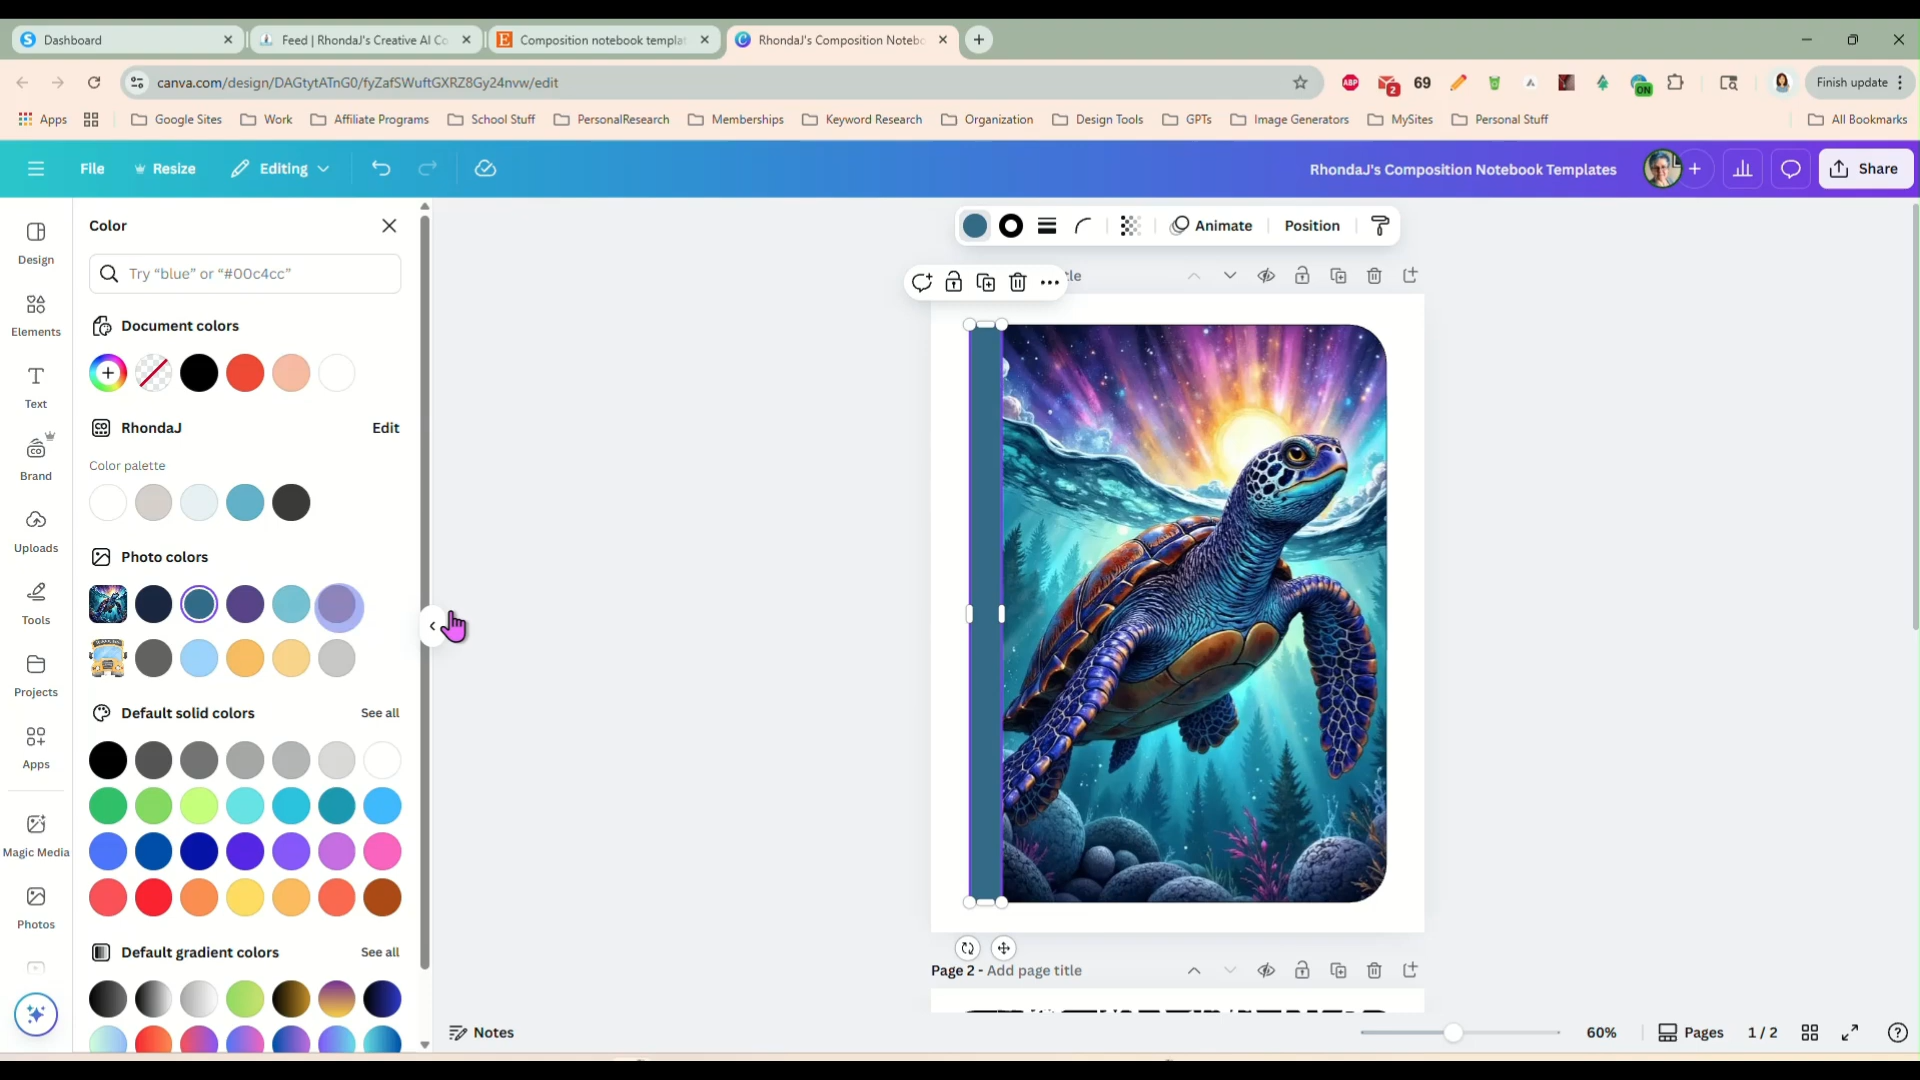 Dashboard
Feed | RhondaJ's Creative AI Co
Composition notebook templat
RhondaJ's Composition Notebo
canva.com/design/DAGtytATnG0/fyZafSWuftGXRZ8Gy24nvw/edit
ABP
2
69
ON
Finish update
Apps
Google Sites
Work
Affiliate Programs
School Stuff
PersonalResearch
Memberships
Keyword Research
Organization
Design Tools
GPTs
Image Generators
MySites
Personal Stuff
All Bookmarks
File
Resize
Editing
RhondaJ's Composition Notebook Templates
Share
Design
Elements
Text
Brand
Uploads
Tools
Projects
Apps
Magic Media
Photos
Color
Try “blue” or “#00c4cc”
Document colors
RhondaJ
Edit
Color palette
Photo colors
Default solid colors
See all
Default gradient colors
See all
Animate
Position
tle
Page 2 - Add page title
Notes
60%
Pages
1 / 2